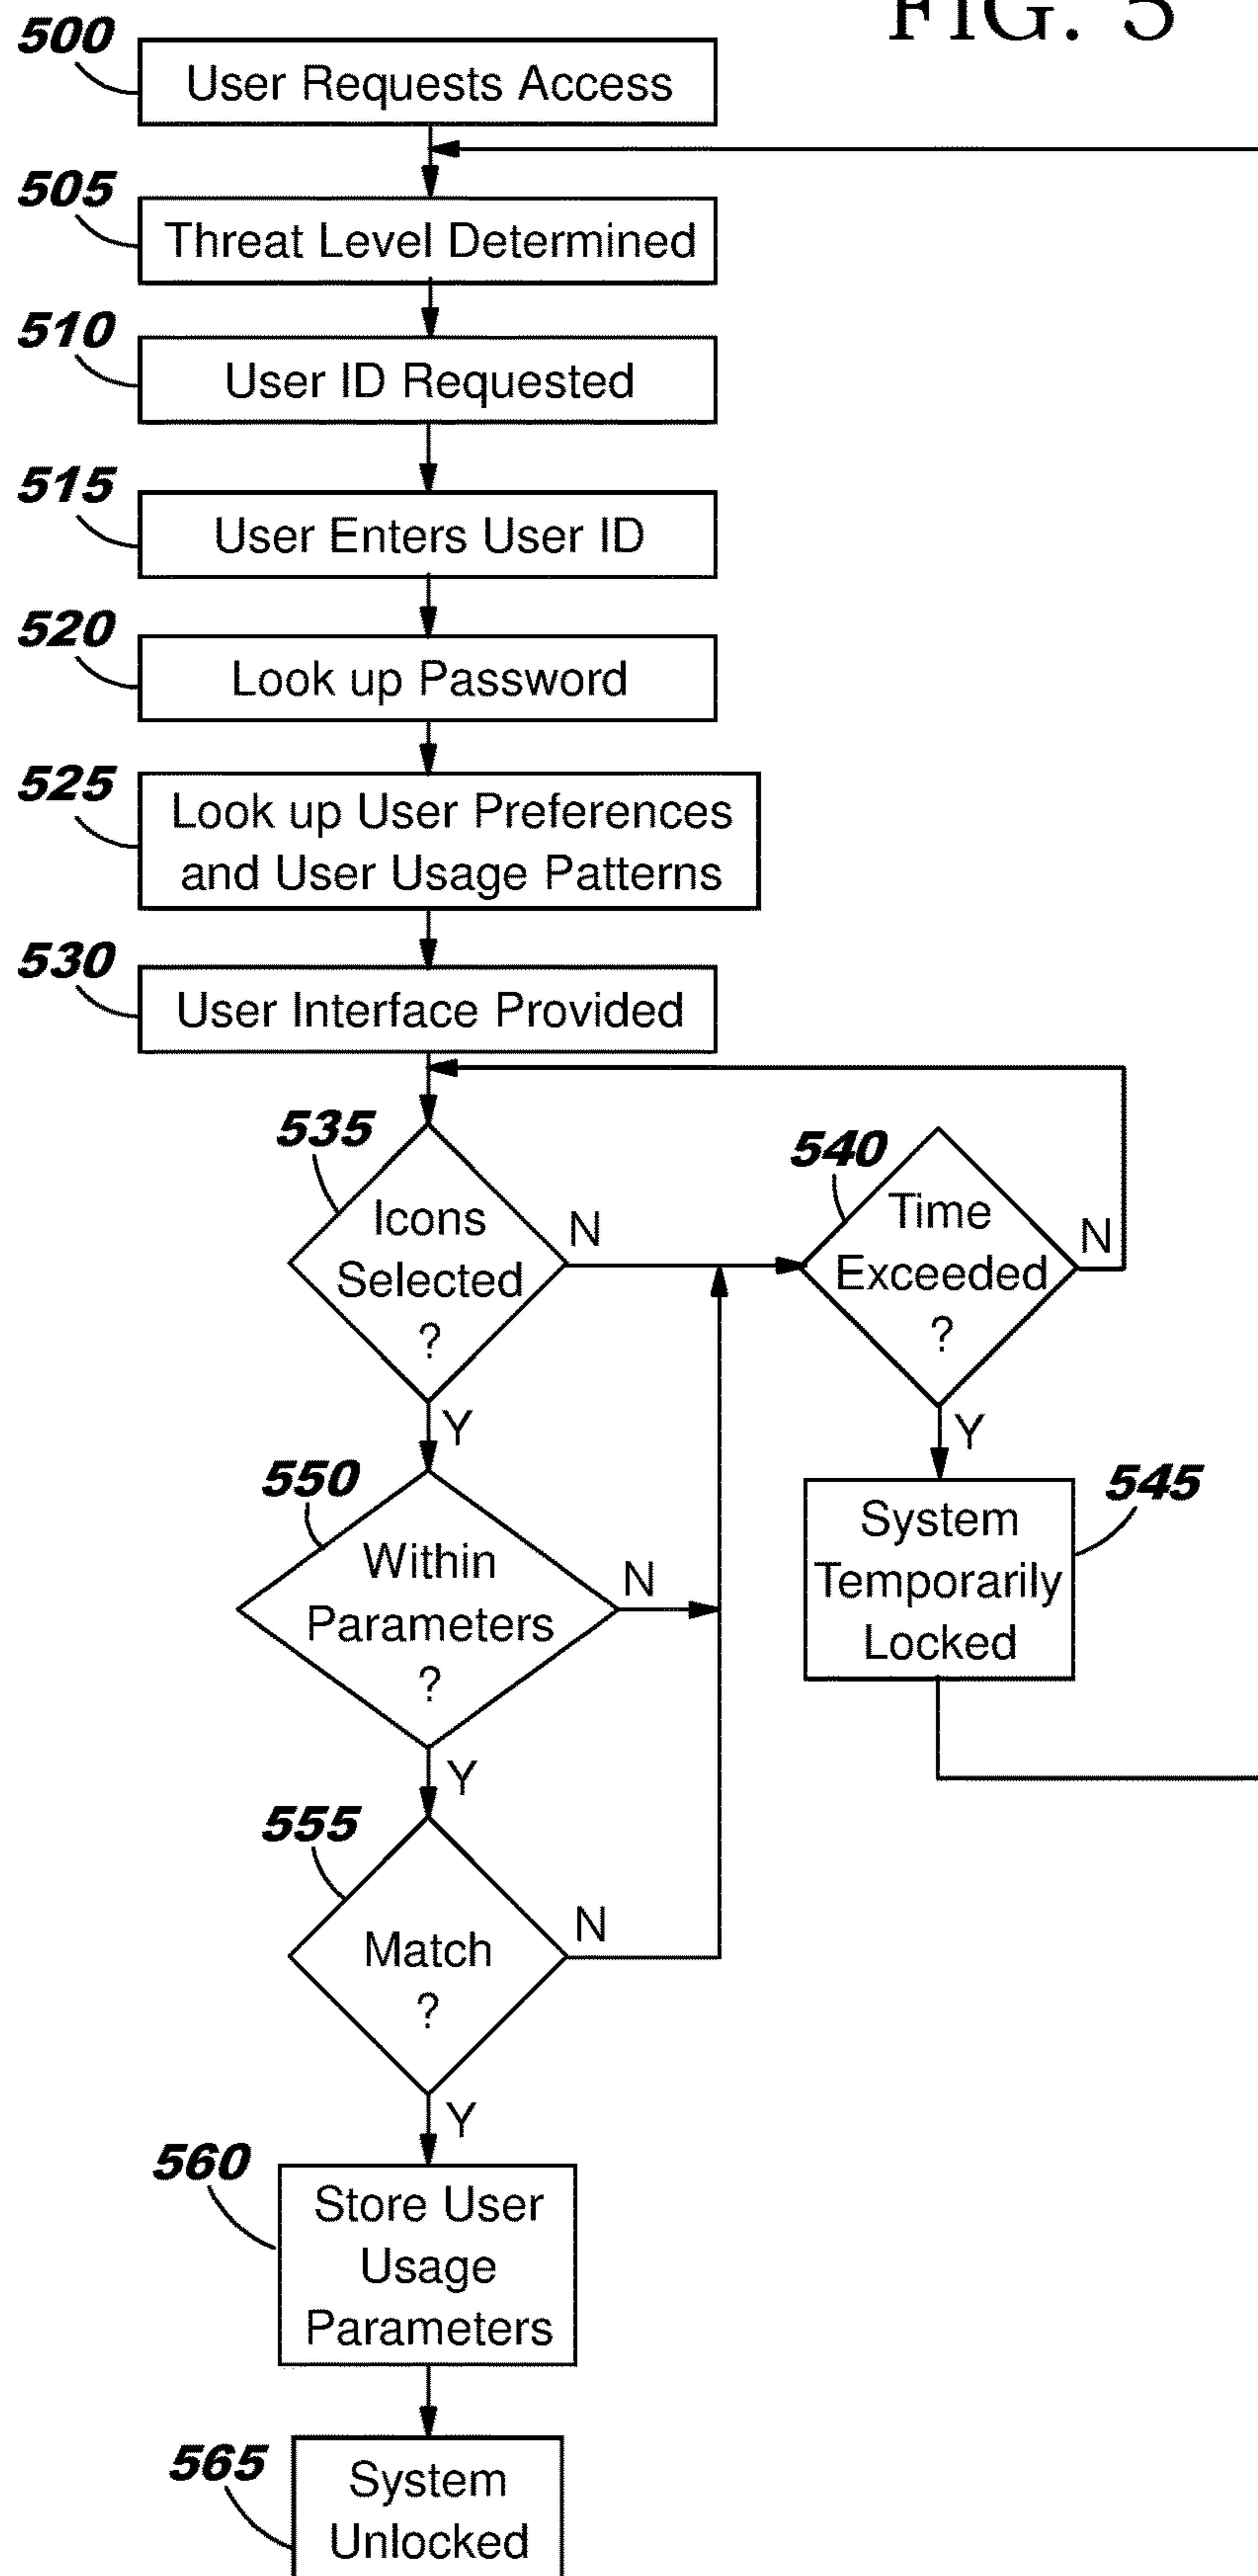 FIG. 5
500
User Requests Access
505
Threat Level Determined
510
User ID Requested
515
User Enters User ID
520
Look up Password
525
Look up User Preferences
and User Usage Patterns
530
User Interface Provided
535
Icons
Selected
?
N
Y
540
Time
Exceeded
?
N
Y
545
System
Temporarily
Locked
550
Within
Parameters
?
N
Y
555
Match
?
N
Y
560
Store User
Usage
Parameters
565
System
Unlocked